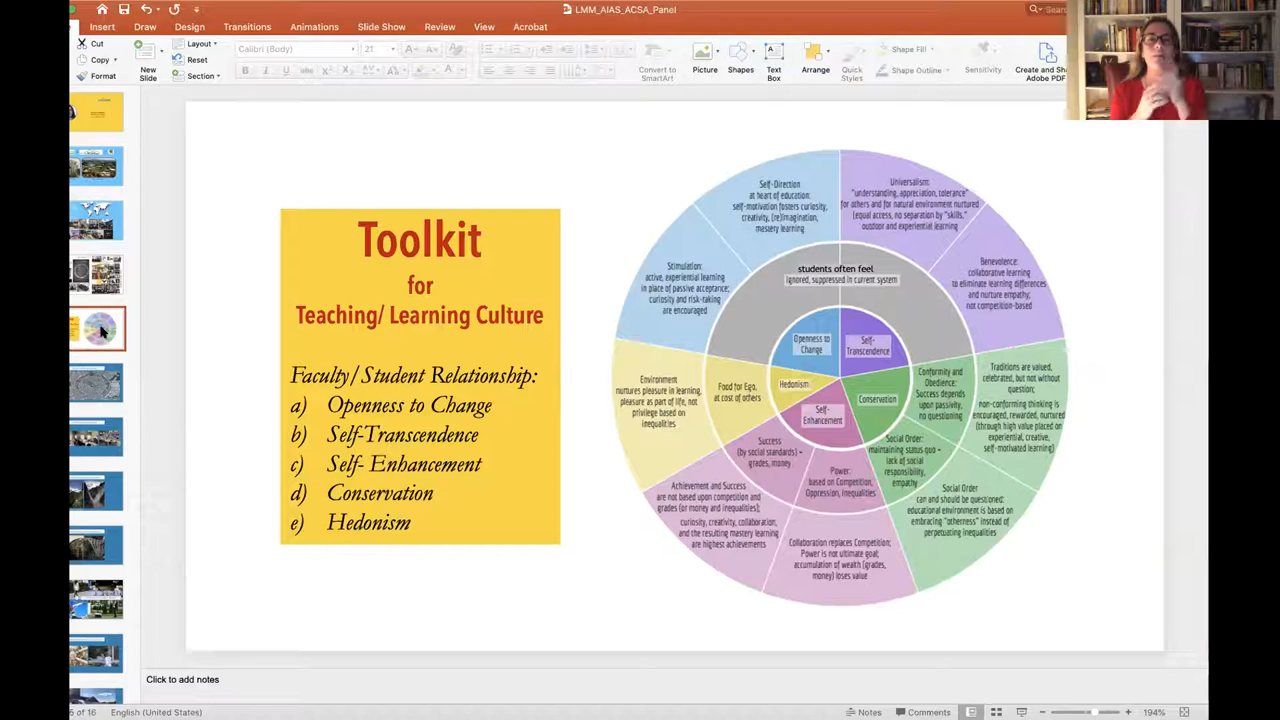 LMM_AIAS_ACSA_Panel
Insert Draw Design Transitions Animations Slide Show Review View Acrobat
Cut
Copy
Format
New
Slide
Layout
Reset
Section
Calibri (Body)
21
Convert to
SmartArt
Picture
Shapes
Text
Box
Arrange
Quick
Styles
Shape Fill
Shape Outline
Sensitivity
Create and Sha
Adobe PDF
Toolkit
for
Teaching/ Learning Culture
Faculty/Student Relationship:
a) Openness to Change
b) Self-Transcendence
c) Self- Enhancement
d) Conservation
e) Hedonism
Self-Direction
at heart of education:
self-motivation fosters curiosity,
creativity, (re)imagination,
mastery learning
Universalism:
"understanding, appreciation, tolerance"
for others and for natural environment nurtured
(equal access, no separation by "skills,"
outdoor and experiential learning
Stimulation:
active, experiential learning
in place of passive acceptance;
curiosity and risk-taking
are encouraged
students often feel
ignored, suppressed in current system
Benevolence:
collaborative learning
to eliminate learning differences
and nurture empathy;
not competition-based
Openness to
Change
Self-
Transcendence
Environment
nurtures pleasure in learning,
pleasure as part of life, not
privilege based on
inequalities
Food for Ego,
at cost of others
Hedonism
Self-
Enhancement
Conservation
Conformity and
Obedience:
Success depends
upon passivity,
no questioning
Traditions are valued,
celebrated, but not without
question;
non-conforming thinking is
encouraged, rewarded, nurtured
(through high value placed on
experiential, creative,
self-motivated learning)
Success
(by social standards) -
grades, money
Power:
based on Competition,
Oppression, Inequalities
Social Order:
maintaining status quo -
lack of social
responsibility,
empathy
Achievement and Success
are not based upon competition and
grades (or money and inequalities);
curiosity, creativity, collaboration,
and the resulting mastery learning
are highest achievements
Collaboration replaces Competition;
Power is not ultimate goal;
accumulation of wealth (grades,
money) loses value
Social Order
can and should be questioned:
educational environment is based on
embracing "otherness" instead of
perpetuating inequalities
Click to add notes
5 of 16 English (United States) Notes Comments 194%